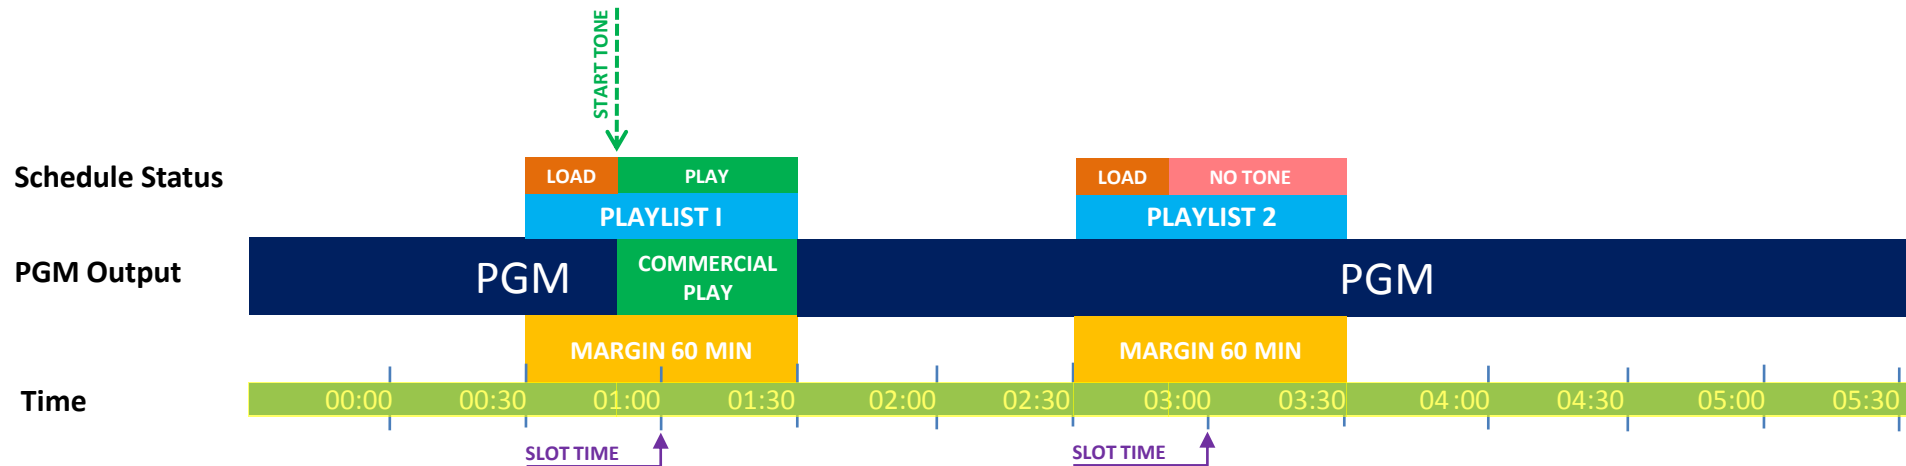 START TONE
Schedule Status
LOAD
PLAY
LOAD
NO TONE
PLAYLIST I
PLAYLIST 2
PGM Output
PGM
COMMERCIAL
PLAY
PGM
MARGIN 60 MIN
MARGIN 60 MIN
Time
00:00
00:30
01:00
01:30
02:00
02:30
03:00
03:30
04:00
04:30
05:00
05:30
SLOT TIME
SLOT TIME